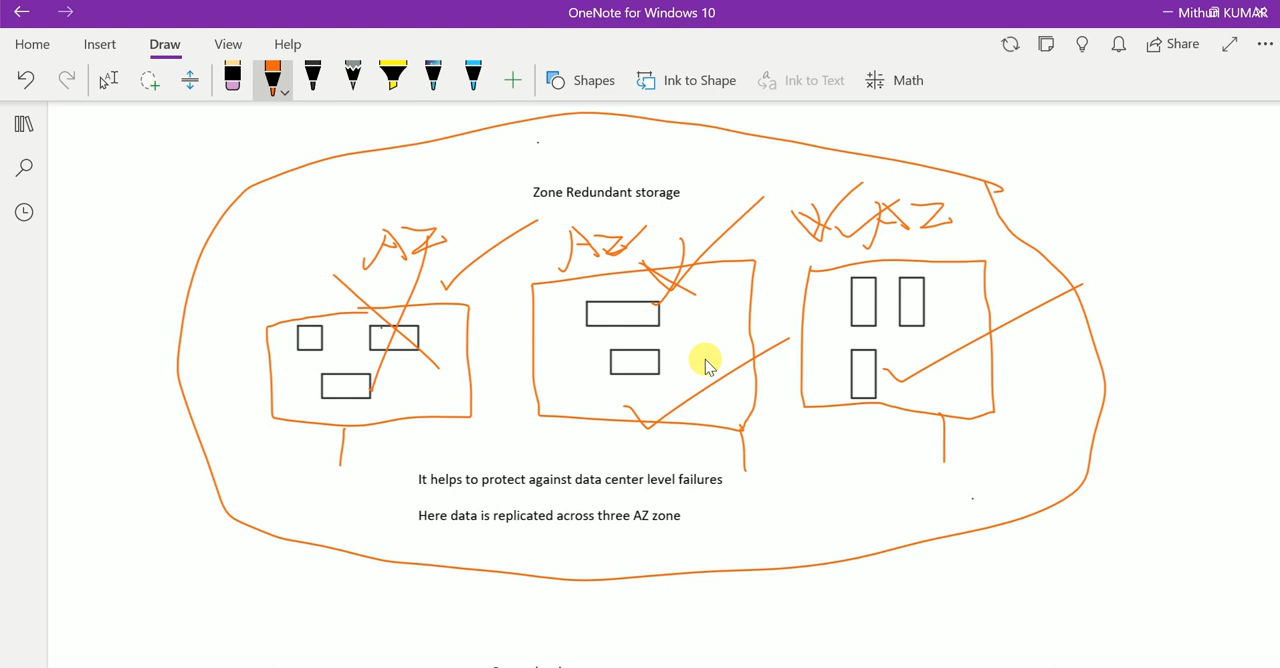 OneNote for Windows 10
Mithun KUMAR
Home Insert Draw View Help
Share
Shapes Ink to Shape Ink to Text Math
Zone Redundant storage
AZ AZ AZ
It helps to protect against data center level failures
Here data is replicated across three AZ zone